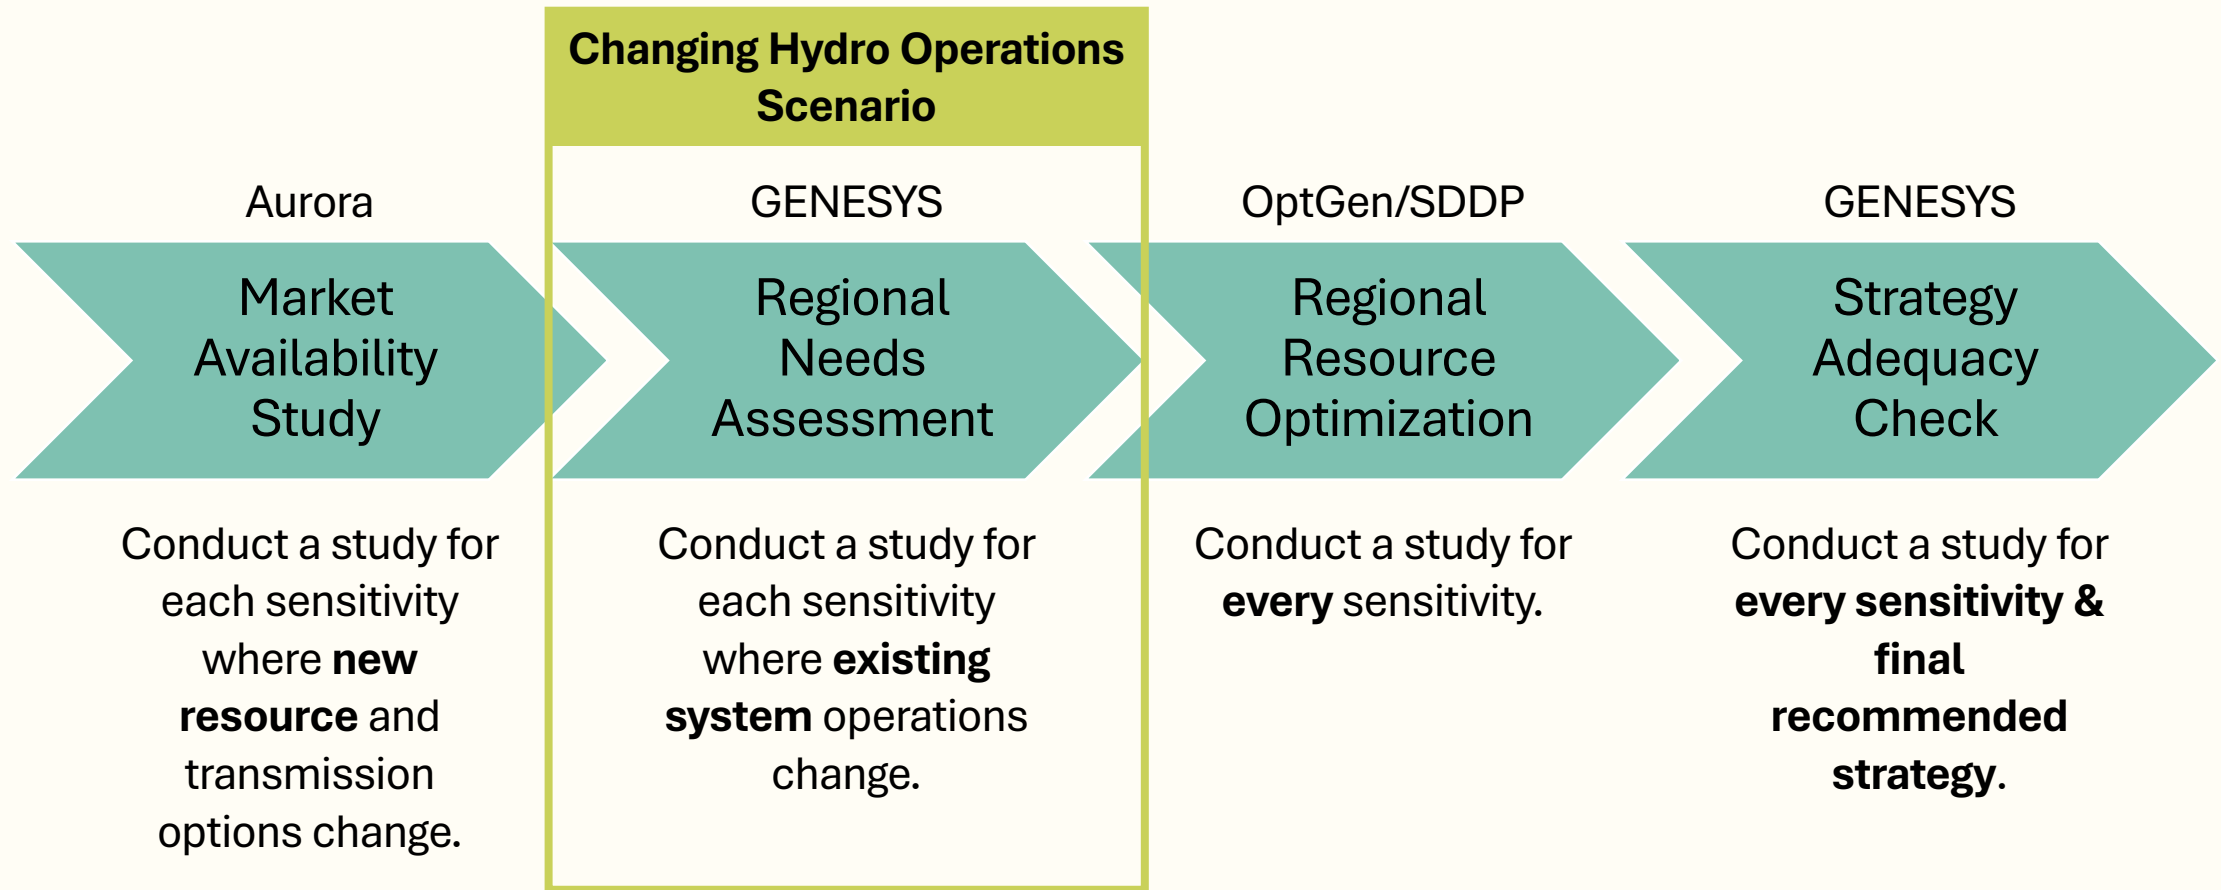 Changing Hydro Operations
Scenario
Aurora
Market
Availability
Study
Conduct a study for
each sensitivity
where new
resource and
transmission
options change.
GENESYS
Regional
Needs
Assessment
Conduct a study for
each sensitivity
where existing
system operations
change.
OptGen/SDDP
Regional
Resource
Optimization
Conduct a study for
every sensitivity.
GENESYS
Strategy
Adequacy
Check
Conduct a study for
every sensitivity &
final
recommended
strategy.